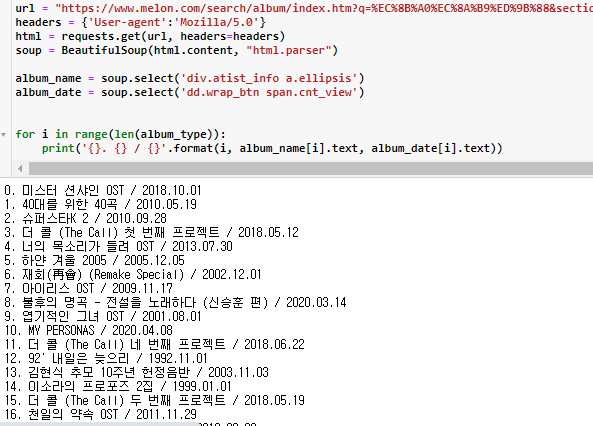 url = "https://www.melon.com/search/album/index.htm?q=%EC%8B%A0%EC%8A%B9%ED%9B%88&sectio
headers = {'User-agent':'Mozilla/5.0'}
html = requests.get(url, headers=headers)
soup = BeautifulSoup(html.content, "html.parser")
album_name = soup.select('div.atist_info a.ellipsis')
album_date = soup.select('dd.wrap_btn span.cnt_view')
for i in range(len(album_type)):
print('{}. {} / {}'.format(i, album_name[i].text, album_date[i].text))
0. 미스터 션샤인 OST / 2018.10.01
1. 40대를 위한 40곡 / 2010.05.19
2. 슈퍼스타K 2 / 2010.09.28
3. 더 콜 (The Call) 첫 번째 프로젝트 / 2018.05.12
4. 너의 목소리가 들려 OST / 2013.07.30
5. 하얀 겨울 2005 / 2005.12.05
6. 재회(再會) (Remake Special) / 2002.12.01
7. 아이리스 OST / 2009.11.17
8. 불후의 명곡 - 전설을 노래하다 (신승훈 편) / 2020.03.14
9. 엽기적인 그녀 OST / 2001.08.01
10. MY PERSONAS / 2020.04.08
11. 더 콜 (The Call) 네 번째 프로젝트 / 2018.06.22
12. 92' 내일은 늦으리 / 1992.11.01
13. 김현식 추모 10주년 헌정음반 / 2003.11.03
14. 이소라의 프로포즈 2집 / 1999.01.01
15. 더 콜 (The Call) 두 번째 프로젝트 / 2018.05.19
16. 천일의 약속 OST / 2011.11.29